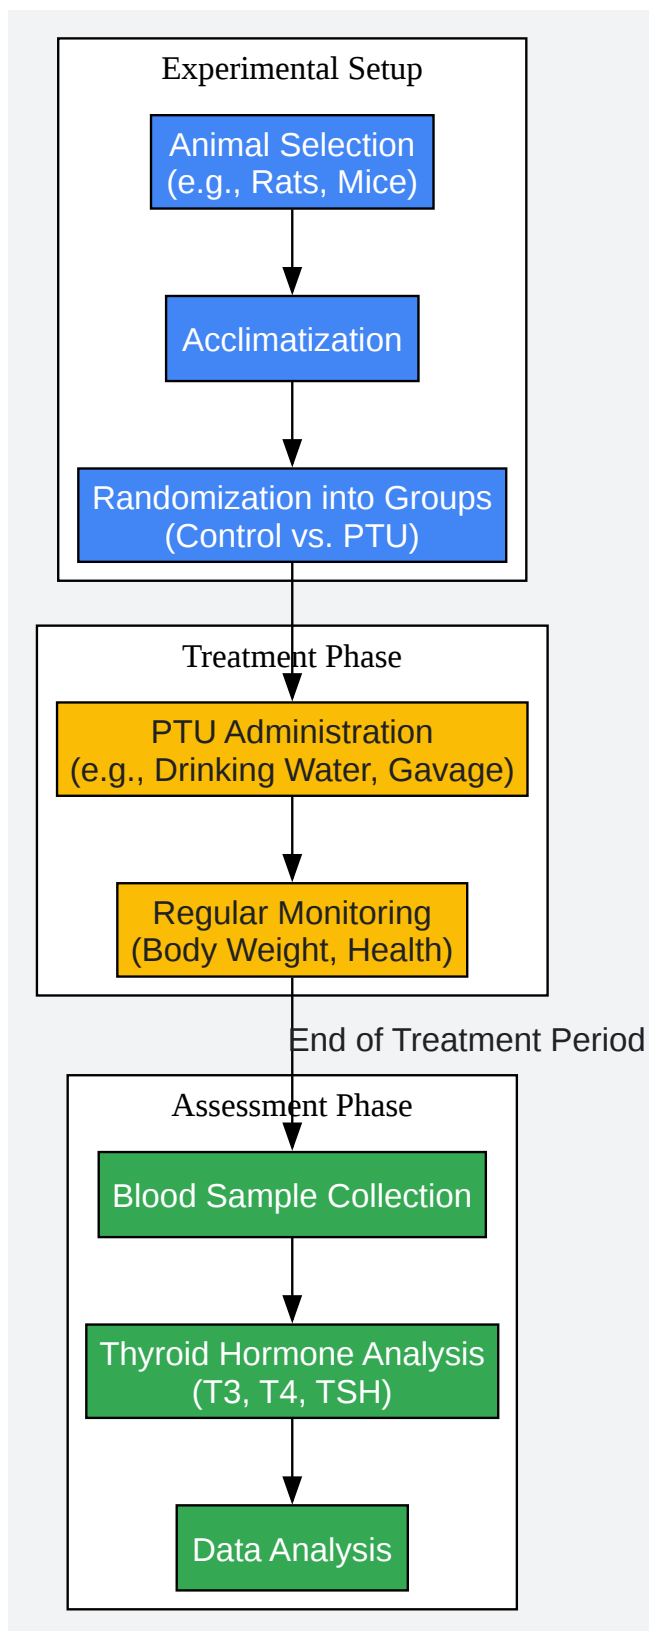 Experimental Setup
Animal Selection
(e.g., Rats, Mice)
Acclimatization
Randomization into Groups
(Control vs. PTU)
Treatment Phase
PTU Administration
(e.g., Drinking Water, Gavage)
Regular Monitoring
(Body Weight, Health)
End of Treatment Period
Assessment Phase
Blood Sample Collection
Thyroid Hormone Analysis
(T3, T4, TSH)
Data Analysis